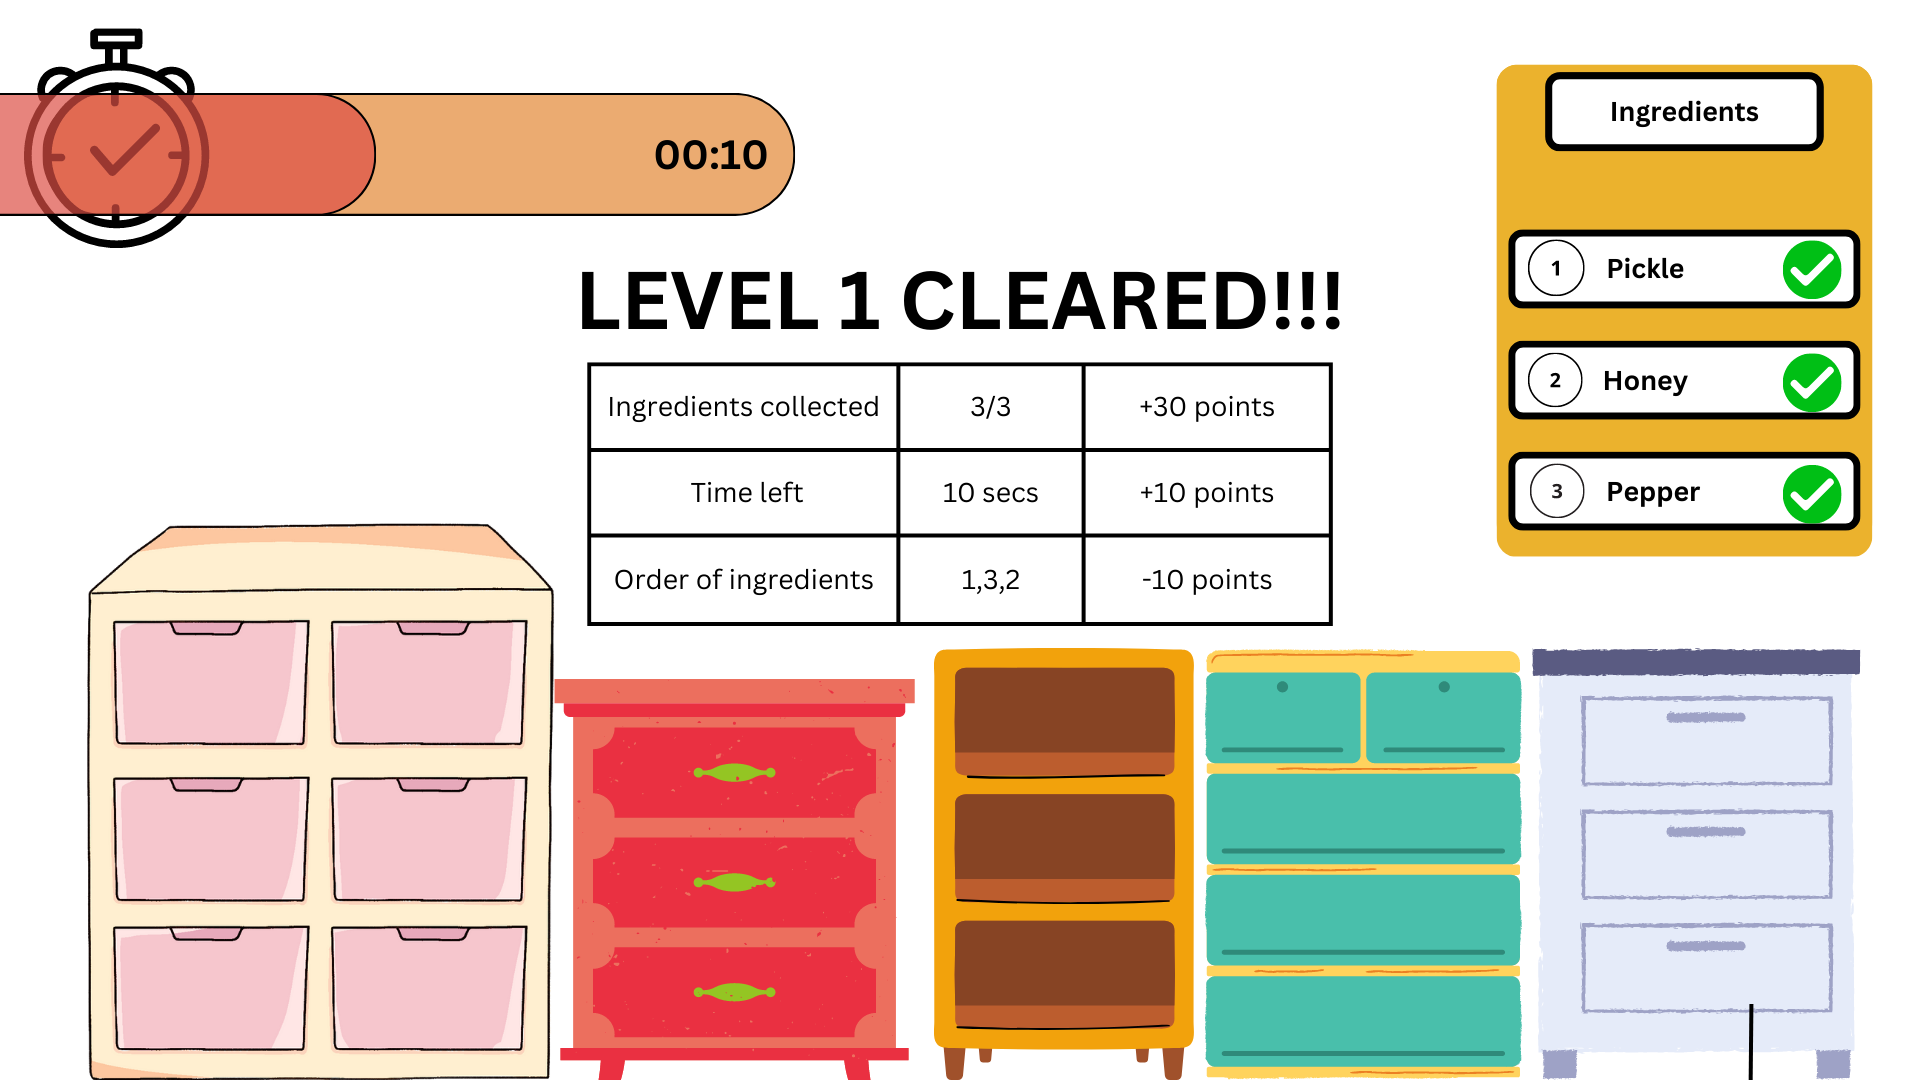 00:10
Ingredients
1 Pickle
2 Honey
3 Pepper
LEVEL 1 CLEARED!!!
Ingredients collected 3/3 +30 points
Time left 10 secs +10 points
Order of ingredients 1,3,2 -10 points